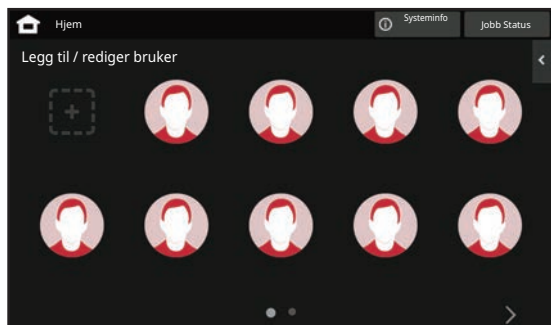 Hjem
Systeminfo
Jobb Status
Legg til / rediger bruker